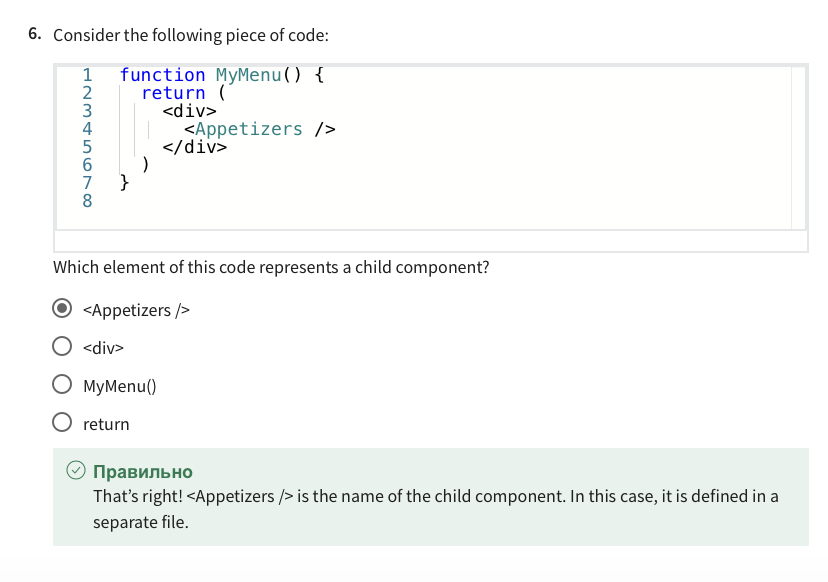 6. Consider the following piece of code:
1 function MyMenu() {
2 return (
3 <div>
4 <Appetizers />
5 </div>
6 )
7 }
8
Which element of this code represents a child component?
<Appetizers />
<div>
MyMenu()
return
Правильно
That’s right! <Appetizers /> is the name of the child component. In this case, it is defined in a
separate file.